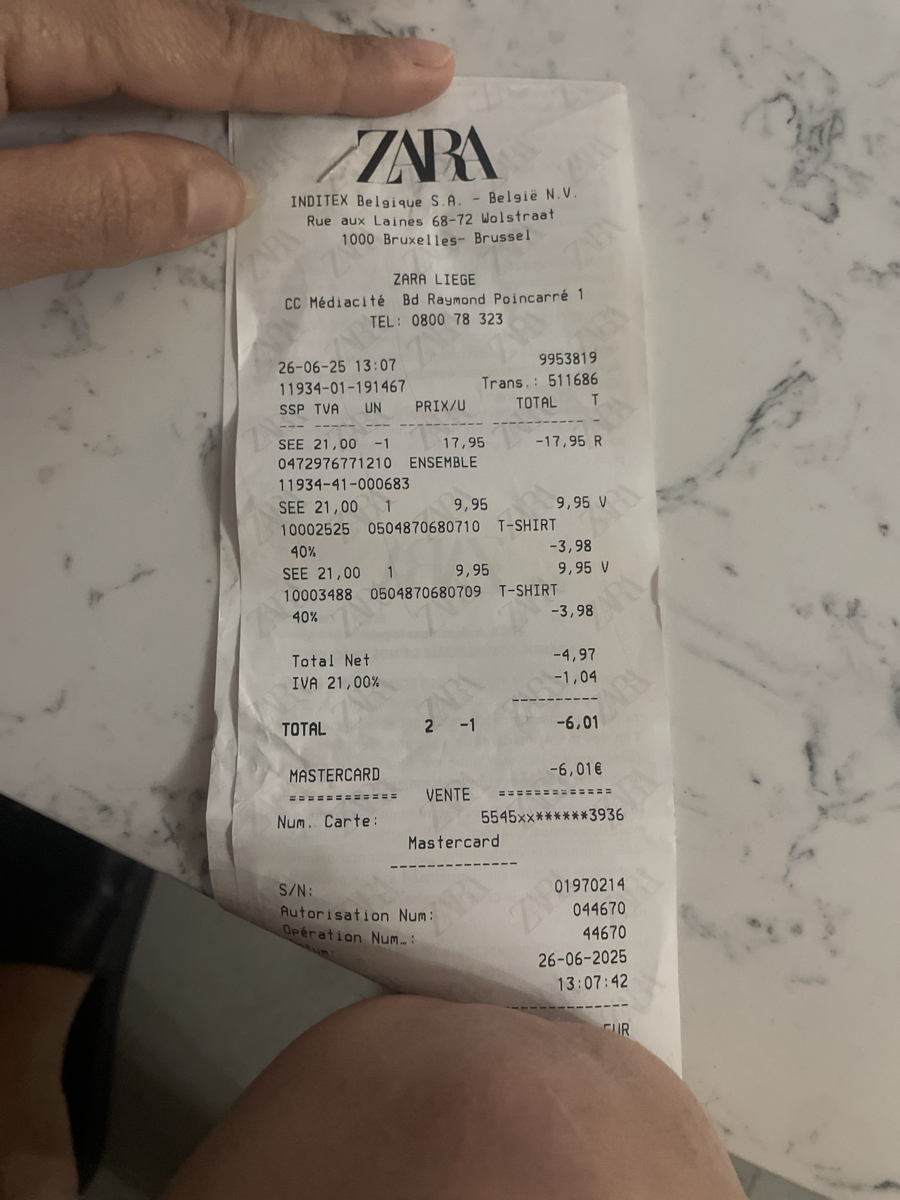 ZARA
INDITEX Belgique S.A. - België N.V.
Rue aux Laines 68-72 Wolstraat
1000 Bruxelles- Brussel
ZARA LIEGE
CC Médiacité Bd Raymond Poincarré 1
TEL: 0800 78 323
26-06-25 13:07 9953819
11934-01-191467 Trans.: 511686
SSP TVA UN PRIX/U TOTAL T
--- --- --- ---------- ----------- -
SEE 21,00 -1 17,95 -17,95 R
0472976771210 ENSEMBLE
11934-41-000683
SEE 21,00 1 9,95 9,95 V
10002525 0504870680710 T-SHIRT
40% -3,98
SEE 21,00 1 9,95 9,95 V
10003488 0504870680709 T-SHIRT
40% -3,98
Total Net -4,97
IVA 21,00% -1,04
----------
TOTAL 2 -1 -6,01
MASTERCARD -6,01€
============ VENTE ============
Num. Carte: 5545xx******3936
Mastercard
--------------
S/N: 01970214
Autorisation Num: 044670
Opération Num…: 44670
26-06-2025
13:07:42
--------------
EUR